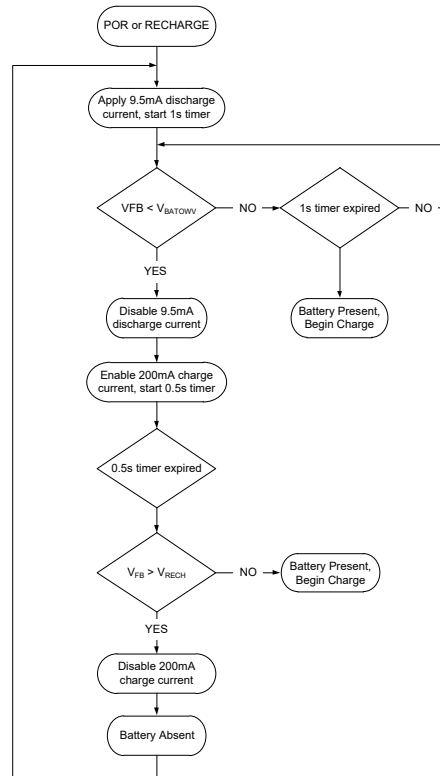 POR or RECHARGE
Apply 9.5mA discharge
current, start 1s timer
VFB < VBATOWV
NO
1s timer expired
NO
YES
Disable 9.5mA
discharge current
Battery Present,
Begin Charge
Enable 200mA charge
current, start 0.5s timer
0.5s timer expired
VFB > VRECH
NO
Battery Present,
Begin Charge
YES
Disable 200mA
charge current
Battery Absent